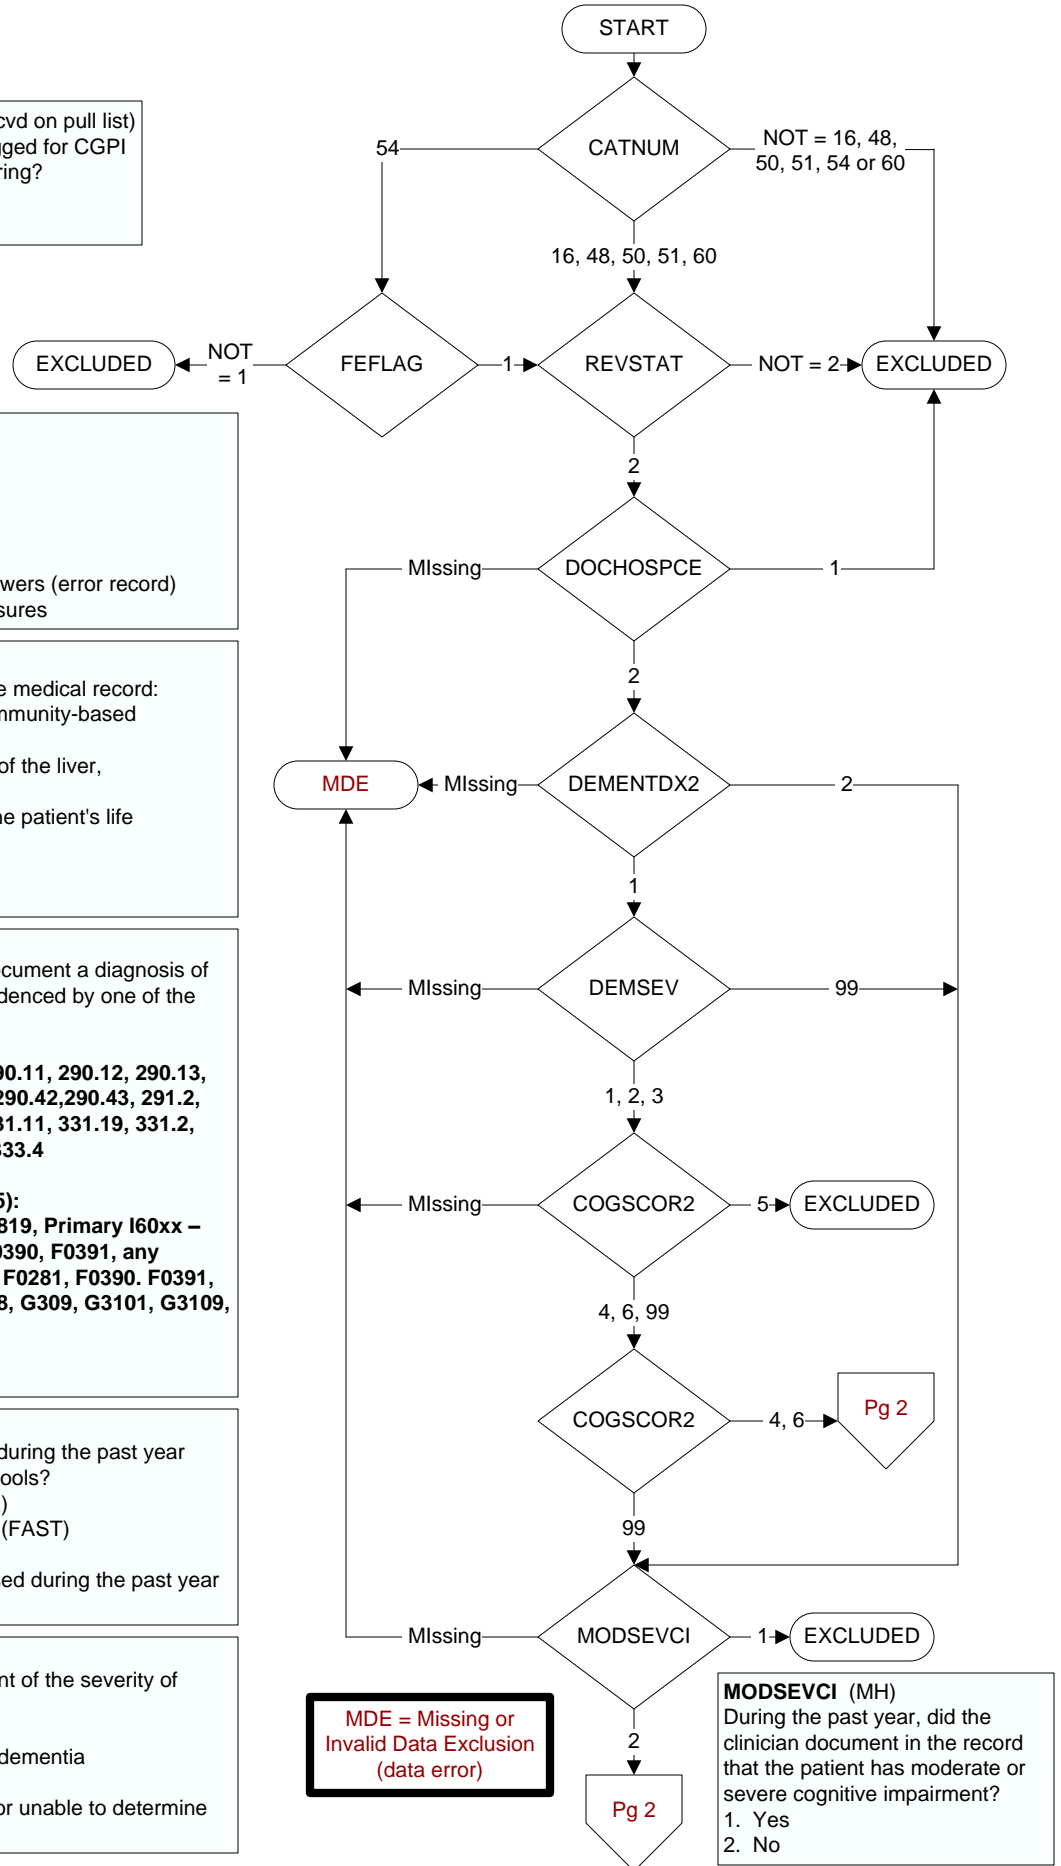 START
CATNUM
54
NOT = 16, 48,
50, 51, 54 or 60
16, 48, 50, 51, 60
EXCLUDED
NOT
= 1
FEFLAG
1
REVSTAT
NOT = 2
EXCLUDED
2
MIssing
DOCHOSPCE
1
2
MDE
MIssing
DEMENTDX2
2
1
MIssing
DEMSEV
99
1, 2, 3
MIssing
COGSCOR2
5
EXCLUDED
4, 6, 99
COGSCOR2
4, 6
Pg 2
99
MIssing
MODSEVCI
1
EXCLUDED
2
Pg 2
MDE = Missing or
Invalid Data Exclusion
(data error)
MODSEVCI (MH)
During the past year, did the
clinician document in the record
that the patient has moderate or
severe cognitive impairment?
1. Yes
2. No
cvd on pull list)
gged for CGPI
ring?
wers (error record)
sures
e medical record:
mmunity-based
of the liver,
ne patient's life
ocument a diagnosis of
idenced by one of the
90.11, 290.12, 290.13,
290.42,290.43, 291.2,
31.11, 331.19, 331.2,
333.4
5):
819, Primary I60xx –
0390, F0391, any
F0281, F0390. F0391,
8, G309, G3101, G3109,
during the past year
ools?
)
(FAST)
sed during the past year
nt of the severity of
dementia
or unable to determine